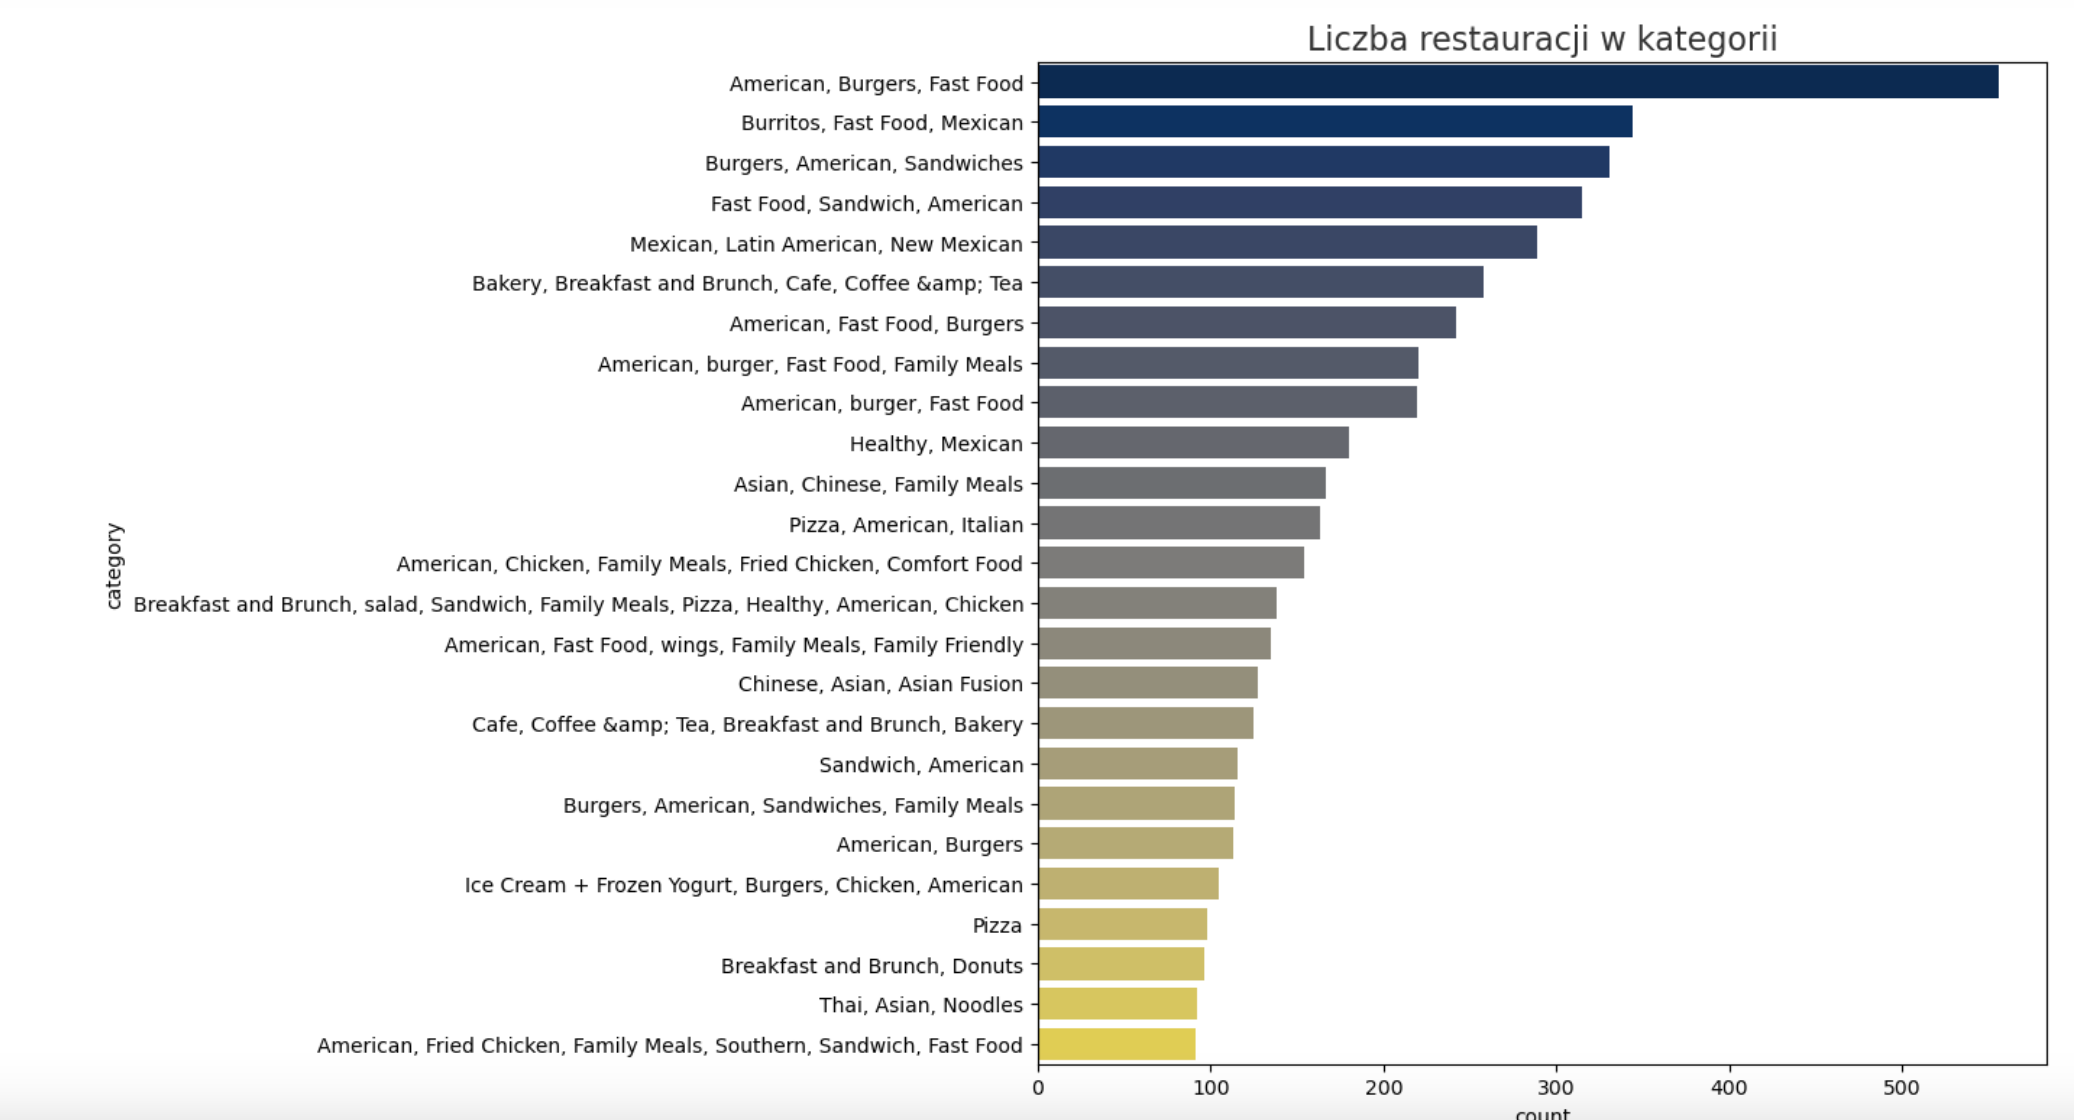 Liczba restauracji w kategorii
American, Burgers, Fast Food
Burritos, Fast Food, Mexican
Burgers, American, Sandwiches
Fast Food, Sandwich, American
Mexican, Latin American, New Mexican
Bakery, Breakfast and Brunch, Cafe, Coffee &amp; Tea
American, Fast Food, Burgers
American, burger, Fast Food, Family Meals
American, burger, Fast Food
Healthy, Mexican
Asian, Chinese, Family Meals
Pizza, American, Italian
American, Chicken, Family Meals, Fried Chicken, Comfort Food
Breakfast and Brunch, salad, Sandwich, Family Meals, Pizza, Healthy, American, Chicken
American, Fast Food, wings, Family Meals, Family Friendly
Chinese, Asian, Asian Fusion
Cafe, Coffee &amp; Tea, Breakfast and Brunch, Bakery
Sandwich, American
Burgers, American, Sandwiches, Family Meals
American, Burgers
Ice Cream + Frozen Yogurt, Burgers, Chicken, American
Pizza
Breakfast and Brunch, Donuts
Thai, Asian, Noodles
American, Fried Chicken, Family Meals, Southern, Sandwich, Fast Food
category
0 100 200 300 400 500
count